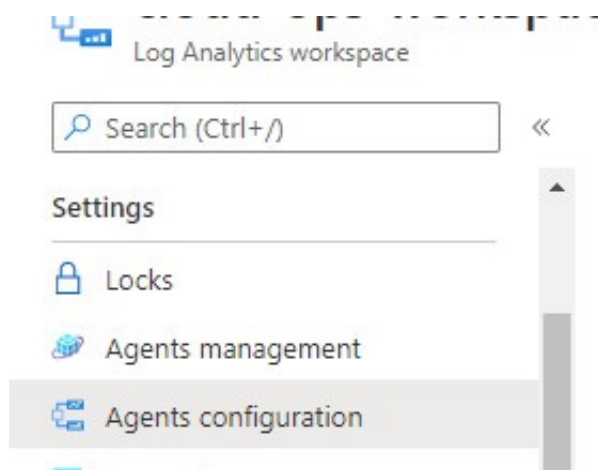 Log Analytics workspace
Search (Ctrl+/)
Settings
Locks
Agents management
Agents configuration